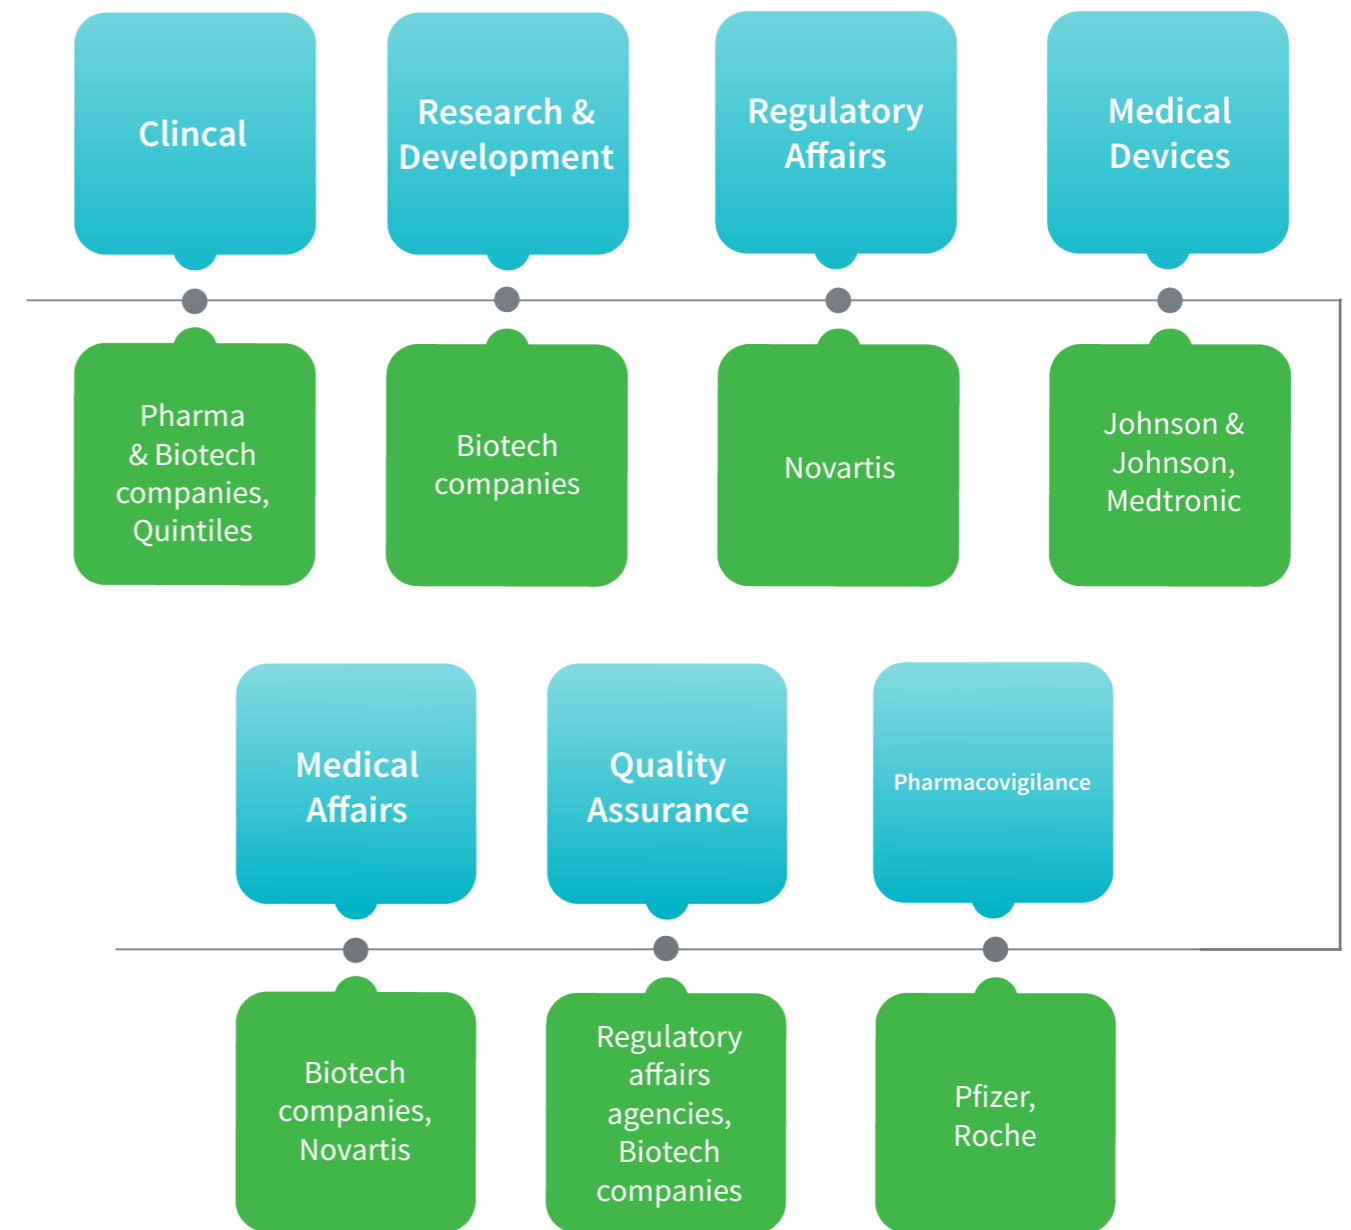 Clincal
Research &
Development
Regulatory
Affairs
Medical
Devices
Pharma
& Biotech
companies,
Quintiles
Biotech
companies
Novartis
Johnson &
Johnson,
Medtronic
Medical
Affairs
Quality
Assurance
Pharmacovigilance
Biotech
companies,
Novartis
Regulatory
affairs
agencies,
Biotech
companies
Pfizer,
Roche